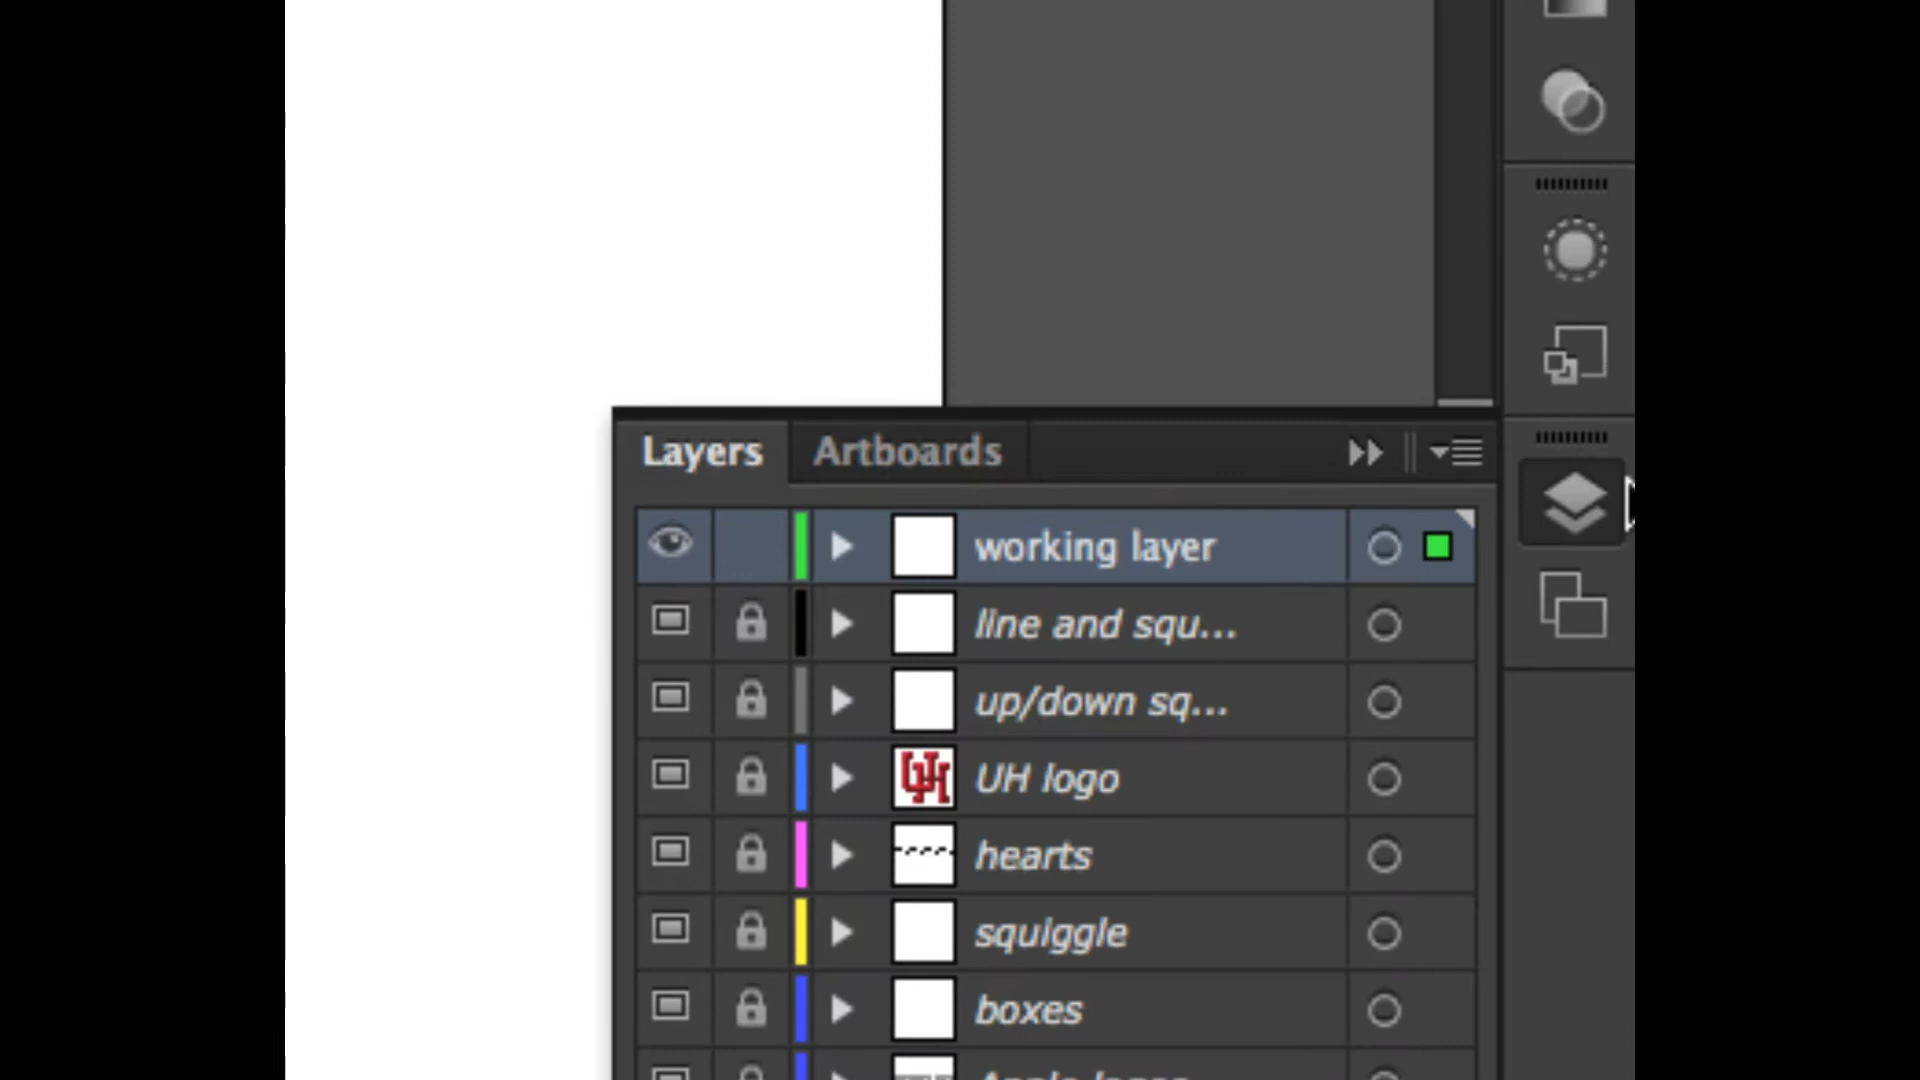 Layers Artboards
working layer
line and squ...
up/down sq...
UH logo
hearts
squiggle
boxes